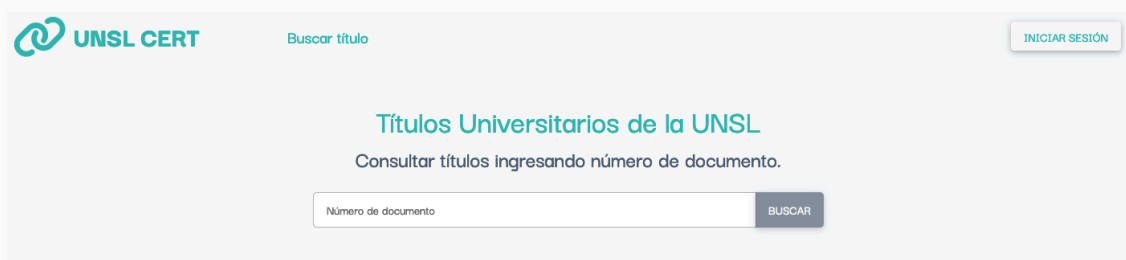 UNSL CERT
Buscar título
INICIAR SESIÓN
Títulos Universitarios de la UNSL
Consultar títulos ingresando número de documento.
Número de documento
BUSCAR